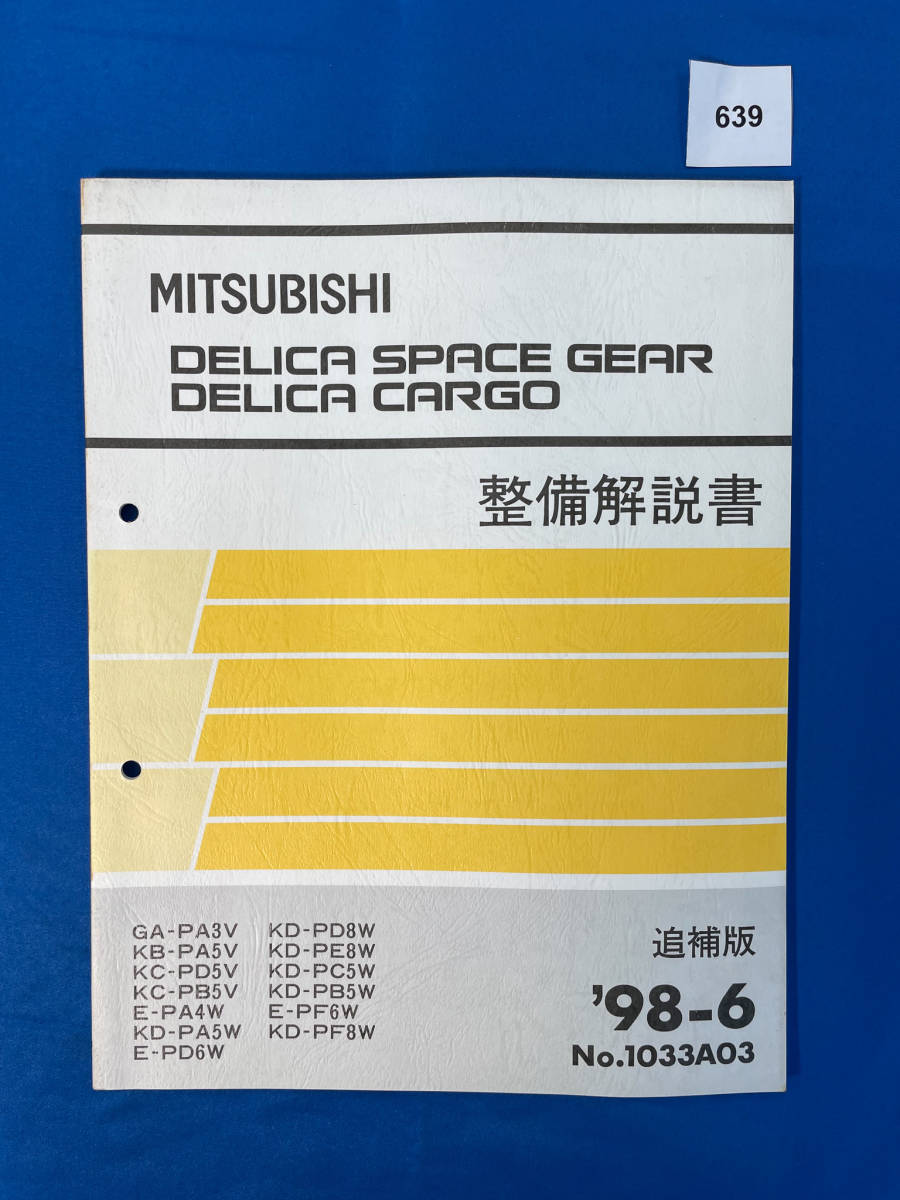 639
MITSUBISHI
DELICA SPACE GEAR
DELICA CARGO
整備解説書
GA-PA3V KD-PD8W
KB-PA5V KD-PE8W
KC-PD5V KD-PC5W
KC-PB5V KD-PB5W
E-PA4W E-PF6W
KD-PA5W KD-PF8W
E-PD6W
追補版
’98-6
No.1033A03